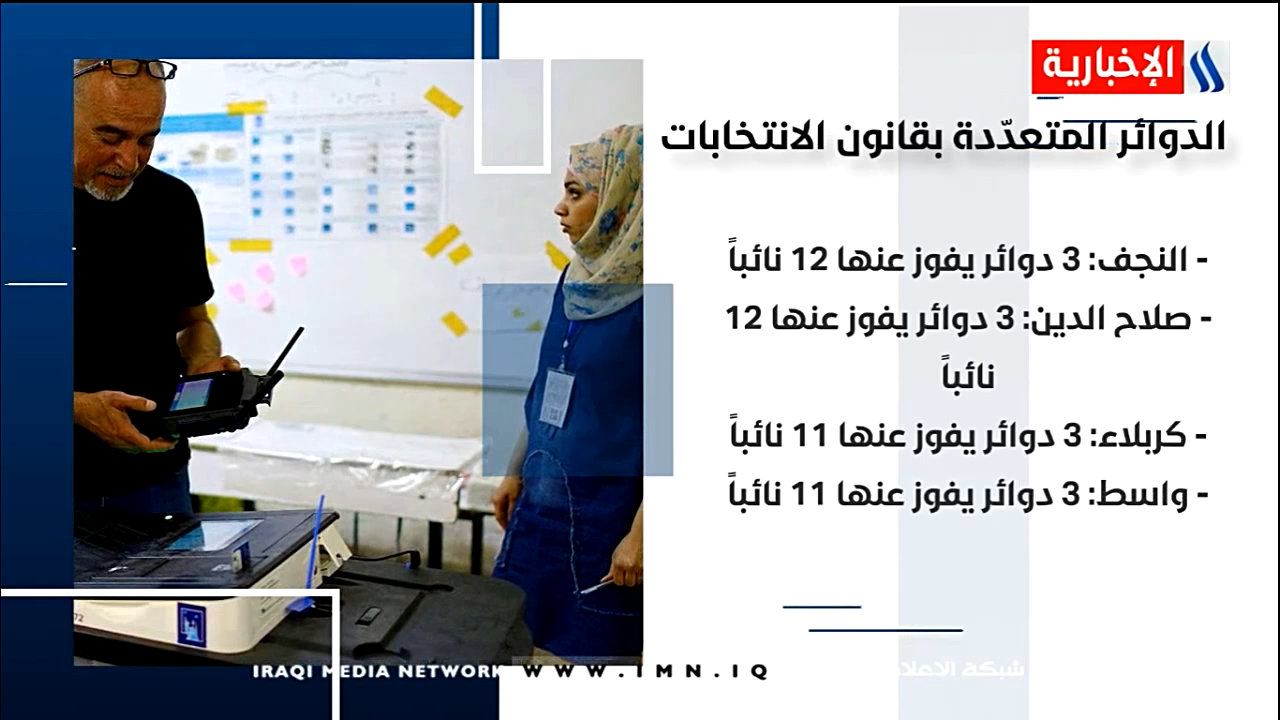 الإخبارية
الدوائر المتعدّدة بقانون الانتخابات
- النجف: 3 دوائر يفوز عنها 12 نائباً
- صلاح الدين: 3 دوائر يفوز عنها 12
نائباً
- كربلاء: 3 دوائر يفوز عنها 11 نائباً
- واسط: 3 دوائر يفوز عنها 11 نائباً
IRAQI MEDIA NETWORK WWW.IMN.IQ شبكة الاعلام